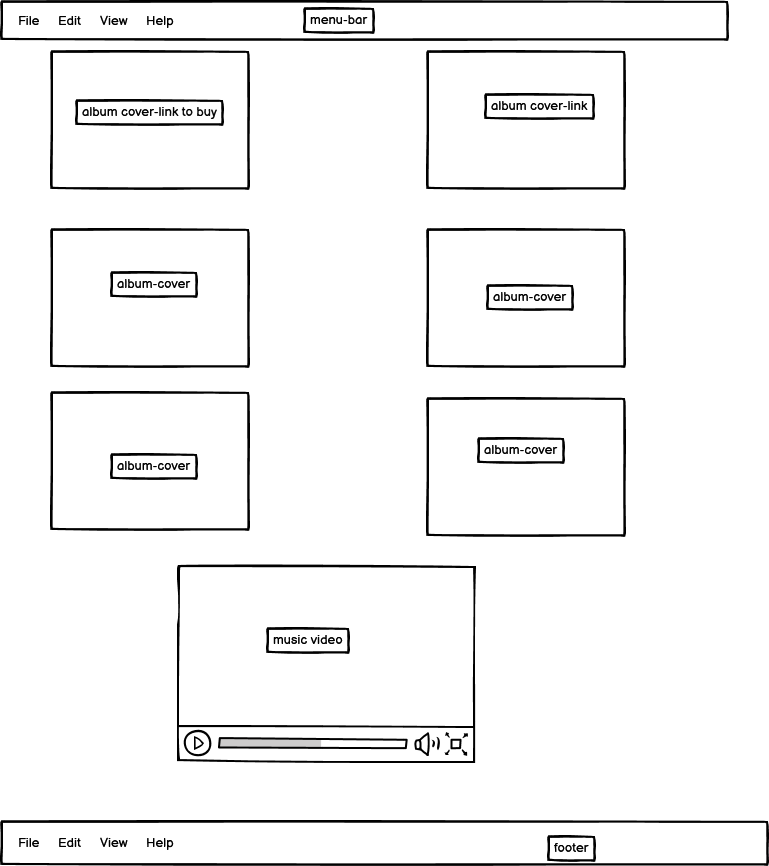 File Edit View Help menu-bar
album cover-link to buy
album cover-link
album-cover
album-cover
album-cover
album-cover
music video
File Edit View Help footer